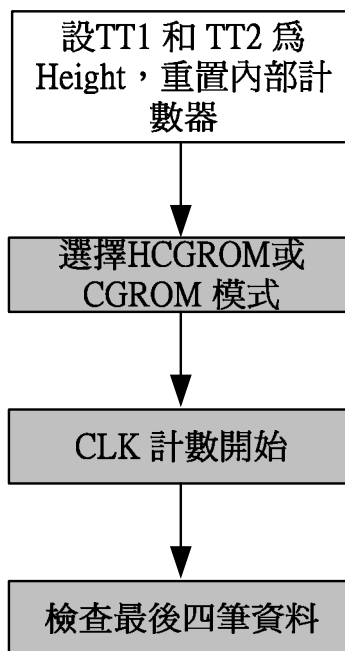 設TT1 和 TT2 爲
Height，重置內部計
數器
選擇HCGROM或
CGROM 模式
CLK 計數開始
檢查最後四筆資料